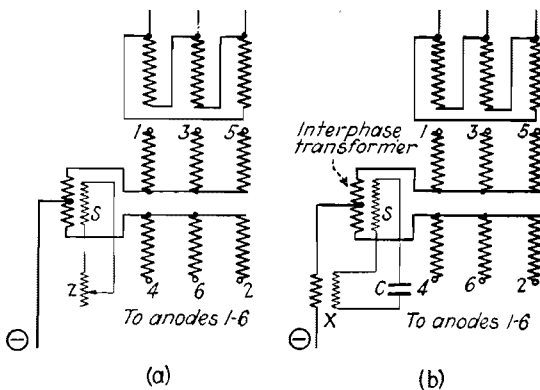 1 3 5
S
Z
4 6 2
To anodes 1-6
⊖
(a)
1 3 5
Interphase
transformer
S
C 4 6 2
X
To anodes 1-6
⊖
(b)